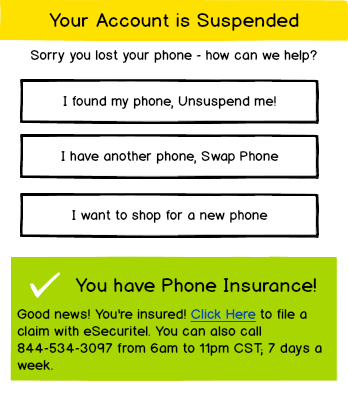 Your Account is Suspended
Sorry you lost your phone - how can we help?
I found my phone, Unsuspend me!
I have another phone, Swap Phone
I want to shop for a new phone
You have Phone Insurance!
Good news! You're insured! Click Here to file a
claim with eSecuritel. You can also call
844-534-3097 from 6am to 11pm CST, 7 days a
week.